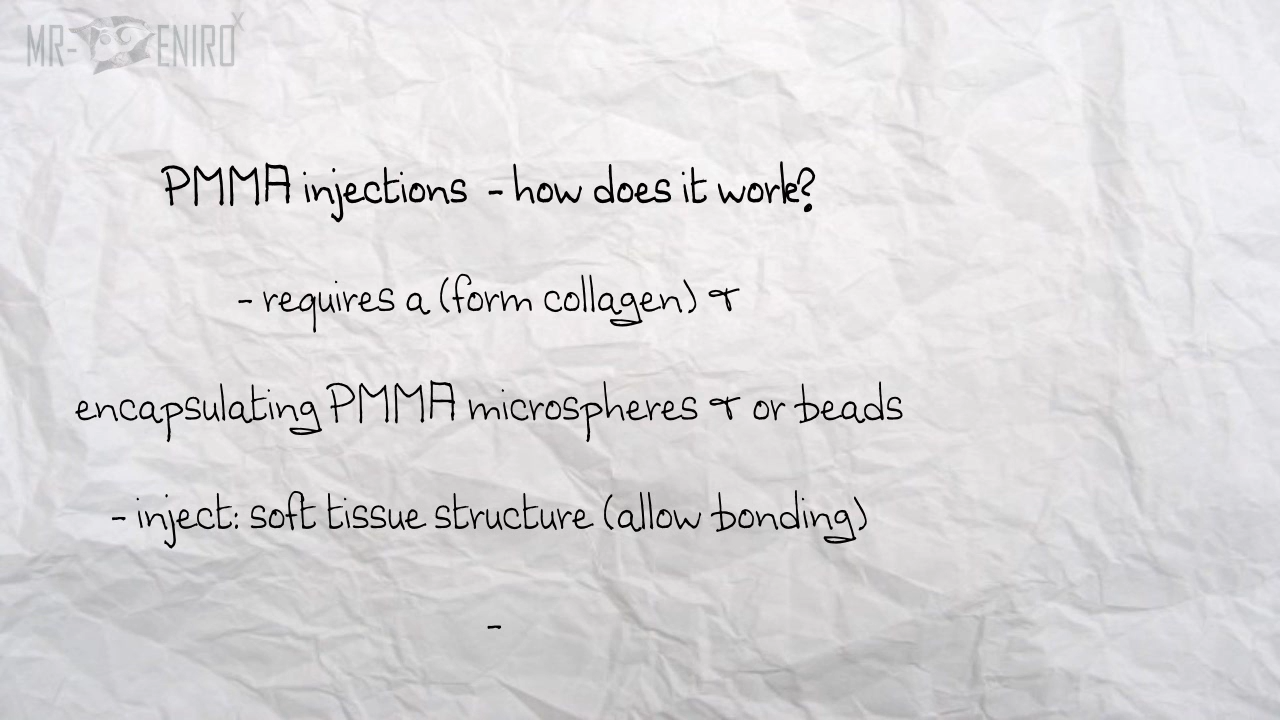 MR- ENIRO X
PMMA injections - how does it work?
- requires a (form collagen) &
encapsulating PMMA microspheres & or beads
- inject: soft tissue structure (allow bonding)
-